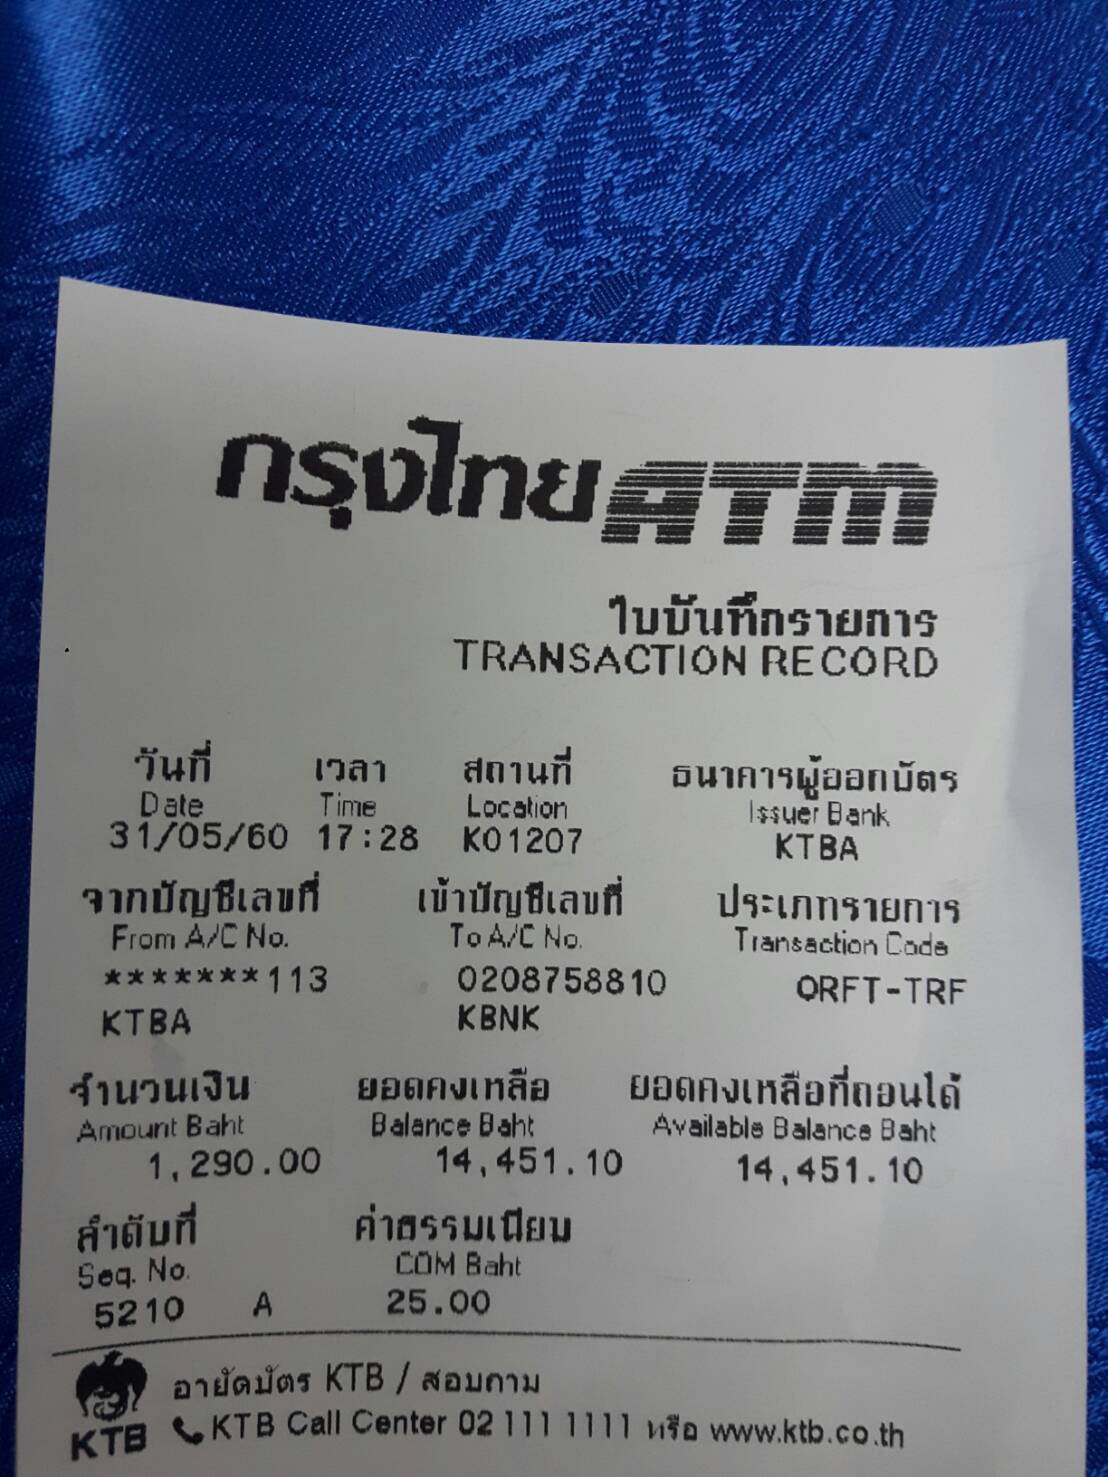 กรุงไทย ATM
ใบบันทึกรายการ
TRANSACTION RECORD
วันที่ เวลา สถานที่ ธนาคารผู้ออกบัตร
Date Time Location Issuer Bank
31/05/60 17:28 K01207 KTBA
จากบัญชีเลขที่ เข้าบัญชีเลขที่ ประเภทรายการ
From A/C No. To A/C No. Transaction Code
*******113 0208758810 ORFT-TRF
KTBA KBNK
จำนวนเงิน ยอดคงเหลือ ยอดคงเหลือที่ถอนได้
Amount Baht Balance Baht Available Balance Baht
1,290.00 14,451.10 14,451.10
ลำดับที่ ค่าธรรมเนียม
Seq. No. COM Baht
5210 A 25.00
อายัดบัตร KTB / สอบถาม
KTB KTB Call Center 02 111 1111 หรือ www.ktb.co.th